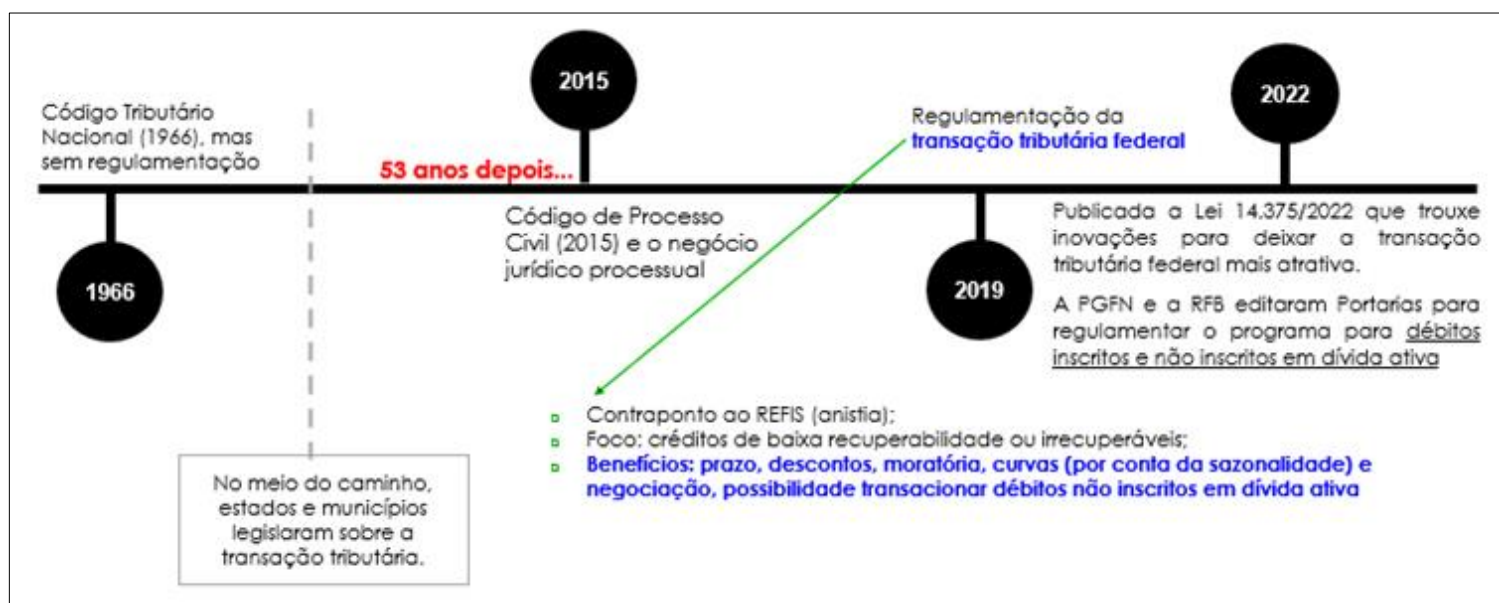 Código Tributário
Nacional (1966), mas
sem regulamentação
1966
No meio do caminho,
estados e municípios
legislaram sobre a
transação tributária.
53 anos depois...
2015
Código de Processo
Civil (2015) e o negócio
jurídico processual
Regulamentação da
transação tributária federal
2019
Contraponto ao REFIS (anistia);
Foco: créditos de baixa recuperabilidade ou irrecuperáveis;
Benefícios: prazo, descontos, moratória, curvas (por conta da sazonalidade) e
negociação, possibilidade transacionar débitos não inscritos em dívida ativa
2022
Publicada a Lei 14.375/2022 que trouxe
inovações para deixar a transação
tributária federal mais atrativa.
A PGFN e a RFB editaram Portarias para
regulamentar o programa para débitos
inscritos e não inscritos em dívida ativa